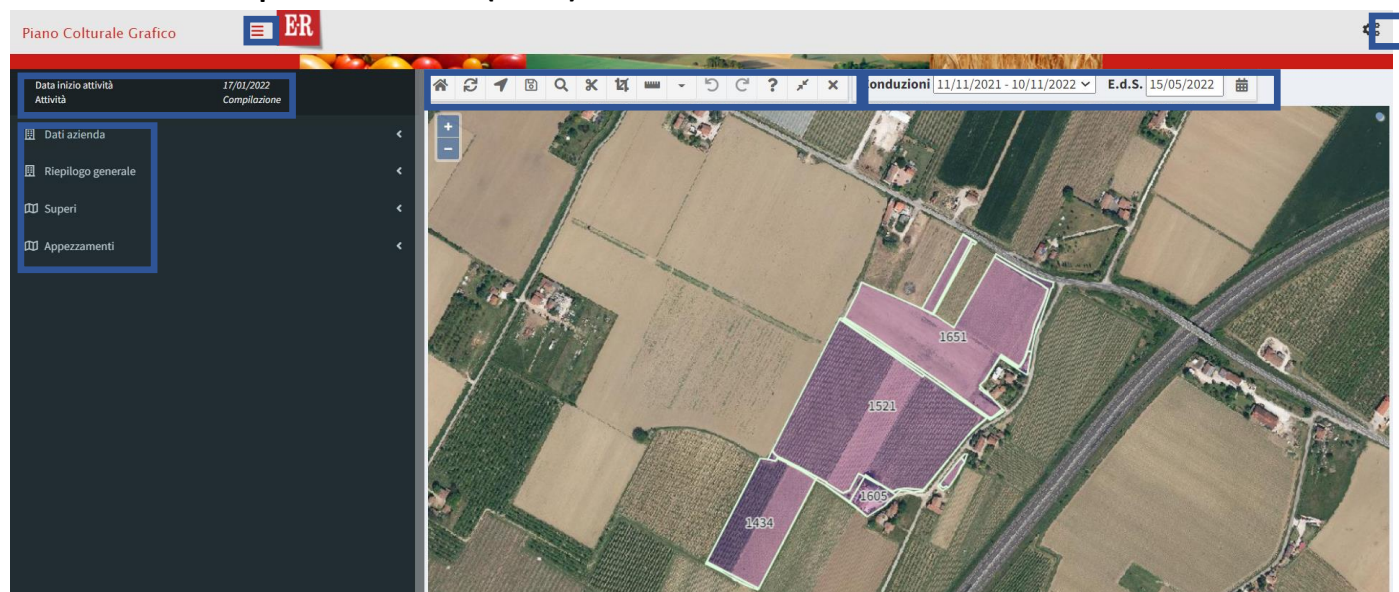 Piano Colturale Grafico
E·R
Data inizio attività 17/01/2022
Attività Compilazione
Dati azienda
Riepilogo generale
Superi
Appezzamenti
onduzioni 11/11/2021 - 10/11/2022 E.d.S. 15/05/2022
1651
1521
1605
1434